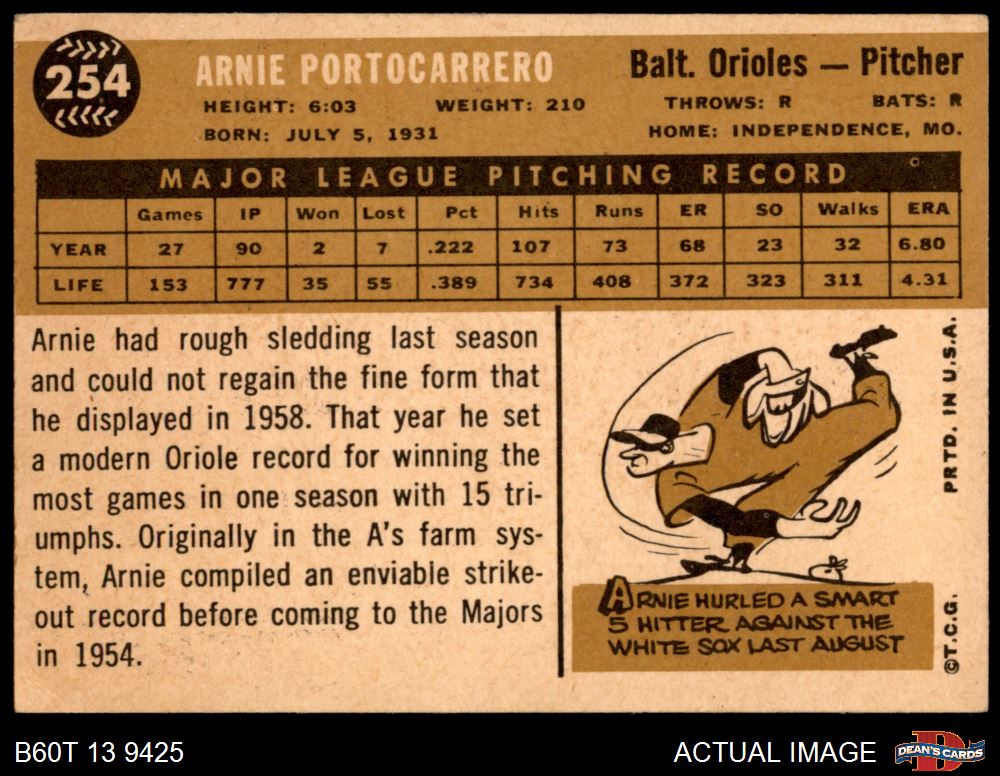 254
ARNIE PORTOCARRERO
Balt. Orioles — Pitcher
HEIGHT: 6:03 WEIGHT: 210 THROWS: R BATS: R
BORN: JULY 5, 1931 HOME: INDEPENDENCE, MO.
MAJOR LEAGUE PITCHING RECORD
Games IP Won Lost Pct Hits Runs ER SO Walks ERA
YEAR 27 90 2 7 .222 107 73 68 23 32 6.80
LIFE 153 777 35 55 .389 734 408 372 323 311 4.31
Arnie had rough sledding last season
and could not regain the fine form that
he displayed in 1958. That year he set
a modern Oriole record for winning the
most games in one season with 15 tri-
umphs. Originally in the A's farm sys-
tem, Arnie compiled an enviable strike-
out record before coming to the Majors
in 1954.
ARNIE HURLED A SMART
5 HITTER AGAINST THE
WHITE SOX LAST AUGUST
PRTD. IN U.S.A.
©T.C.G.
B60T 13 9425
ACTUAL IMAGE
D
DEAN'S CARDS